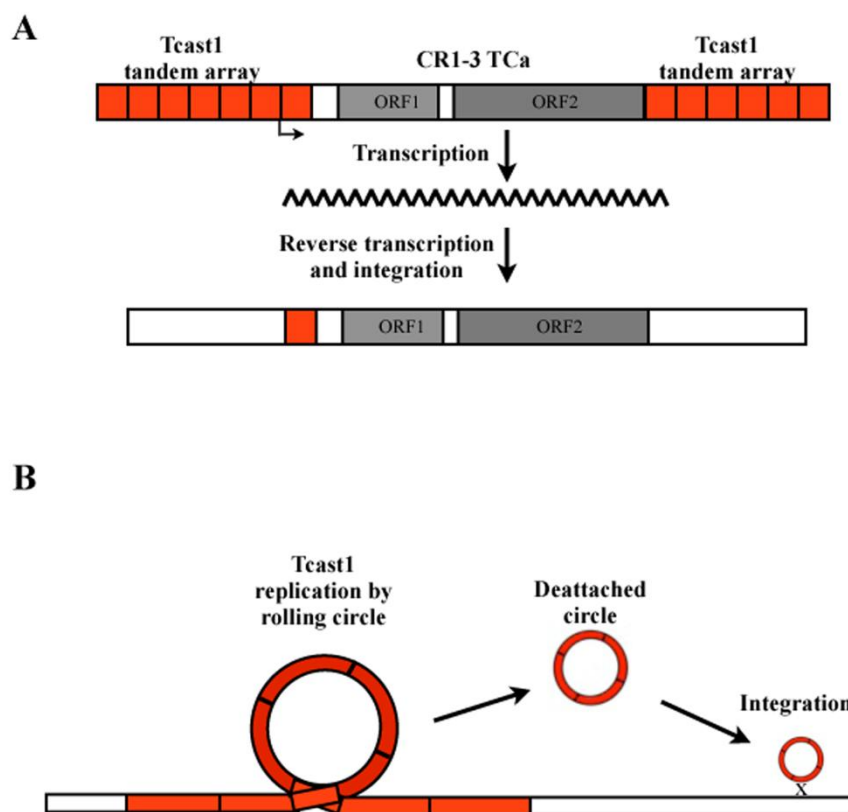 A
Tcast1
tandem array
CR1-3 TCa
Tcast1
tandem array
ORF1
ORF2
Transcription
Reverse transcription
and integration
ORF1
ORF2
B
Tcast1
replication by
rolling circle
Deattached
circle
Integration
X